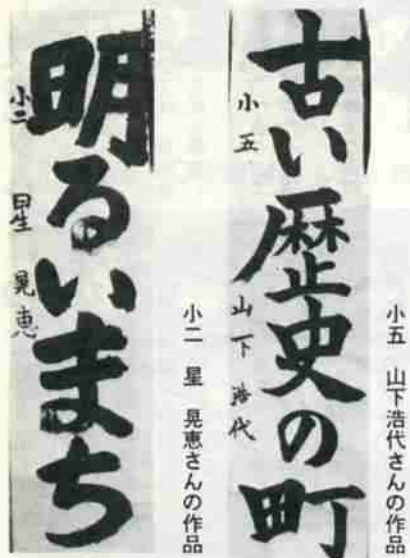 小五 山下浩代さんの作品
古い歴史の町
小五 山下浩代
小二 星 晃恵さんの作品
明るいまち
小二 星 晃恵